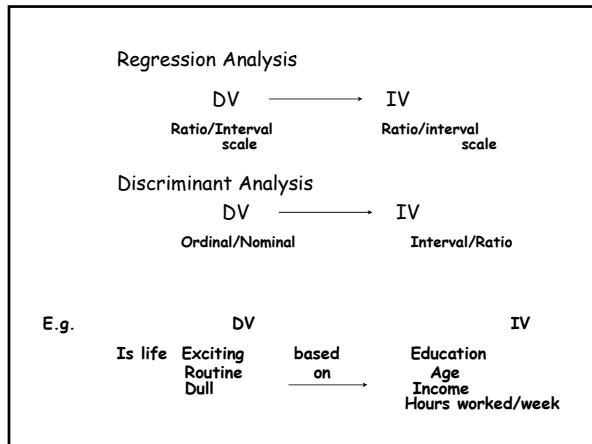 Regression Analysis
DV IV
Ratio/Interval Ratio/interval
scale scale
Discriminant Analysis
DV IV
Ordinal/Nominal Interval/Ratio
E.g. DV IV
Is life Exciting based Education
Routine on Age
Dull Income
Hours worked/week